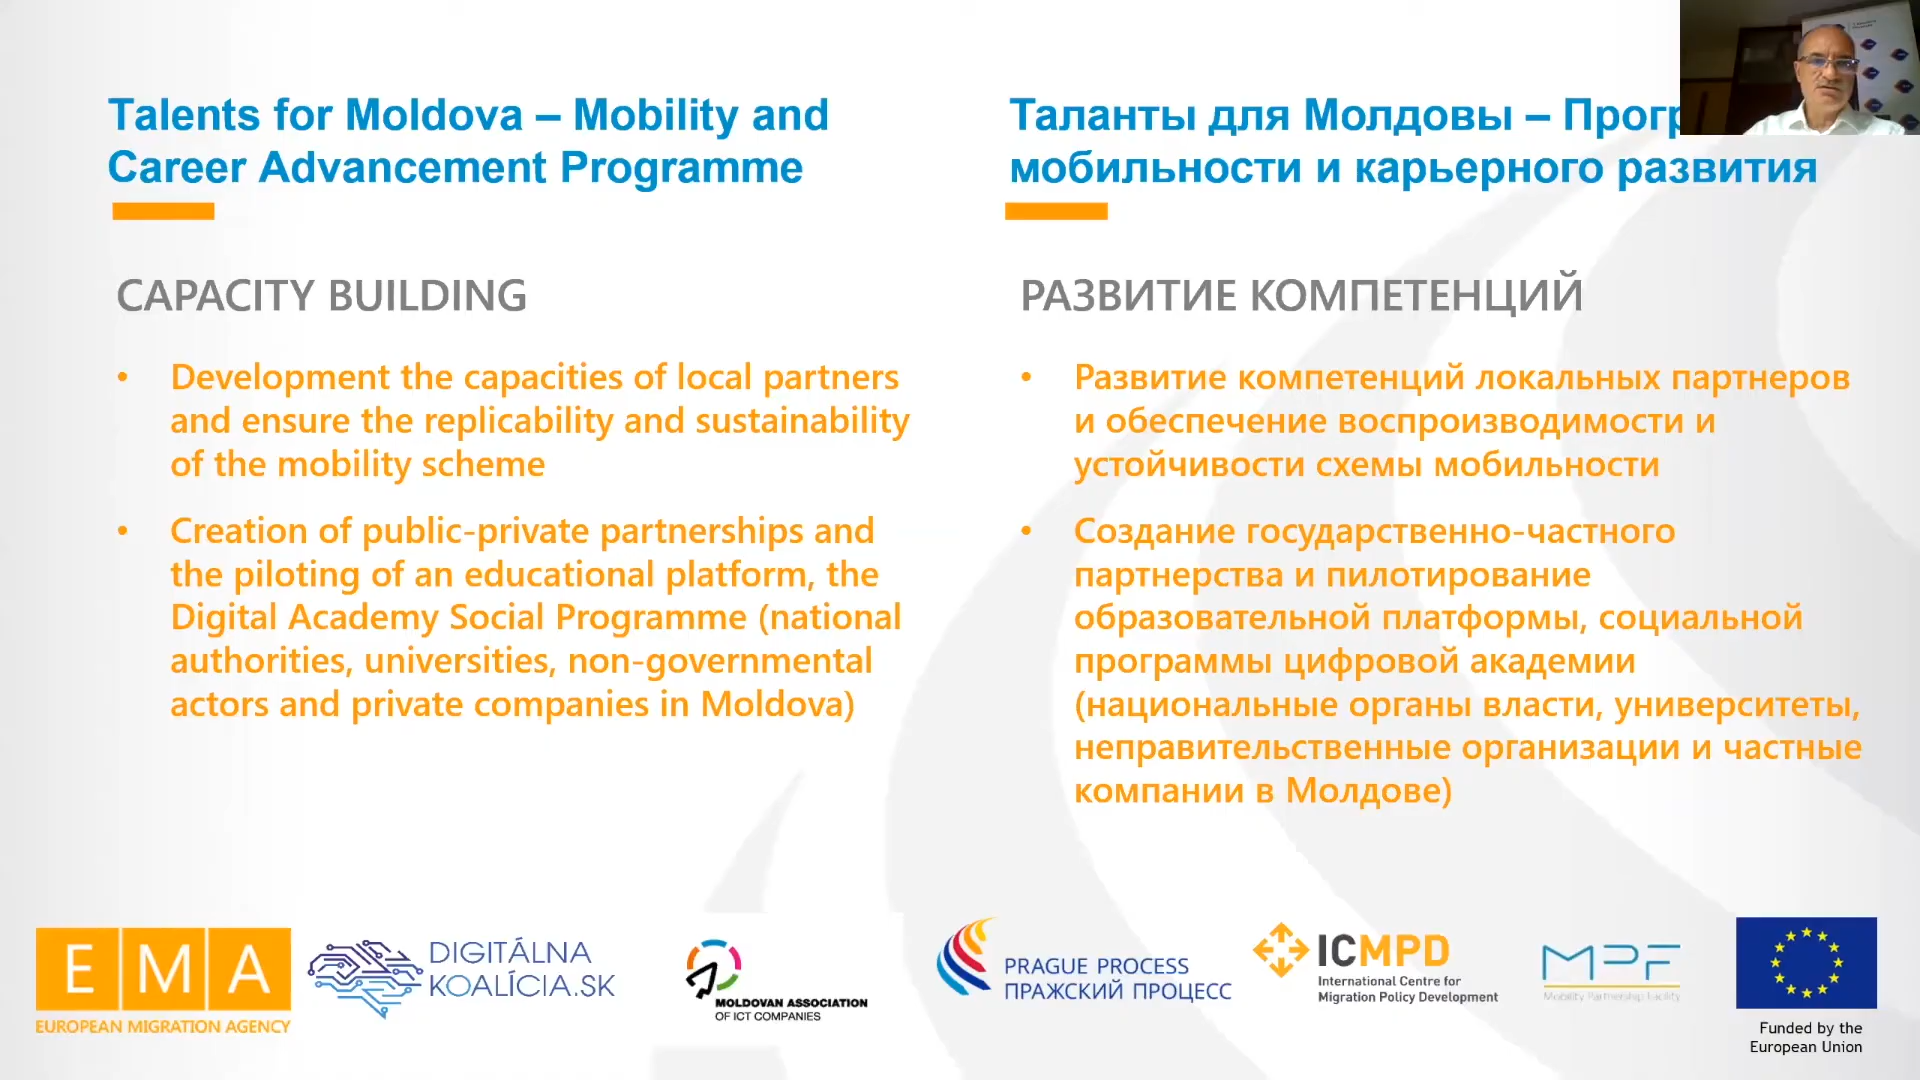 Talents for Moldova – Mobility and
Career Advancement Programme
CAPACITY BUILDING
• Development the capacities of local partners
and ensure the replicability and sustainability
of the mobility scheme
• Creation of public-private partnerships and
the piloting of an educational platform, the
Digital Academy Social Programme (national
authorities, universities, non-governmental
actors and private companies in Moldova)
Таланты для Молдовы –
мобильности и карьерного развития
РАЗВИТИЕ КОМПЕТЕНЦИЙ
• Развитие компетенций локальных партнеров
и обеспечение воспроизводимости и
устойчивости схемы мобильности
• Создание государственно-частного
партнерства и пилотирование
образовательной платформы, социальной
программы цифровой академии
(национальные органы власти, университеты,
неправительственные организации и частные
компании в Молдове)
EMA
EUROPEAN MIGRATION AGENCY
DIGITÁLNA
KOALÍCIA.SK
MOLDOVAN ASSOCIATION
OF ICT COMPANIES
PRAGUE PROCESS
ПРАЖСКИЙ ПРОЦЕСС
ICMPD
International Centre for
Migration Policy Development
MPF
Mobility Partnership Facility
Funded by the
European Union